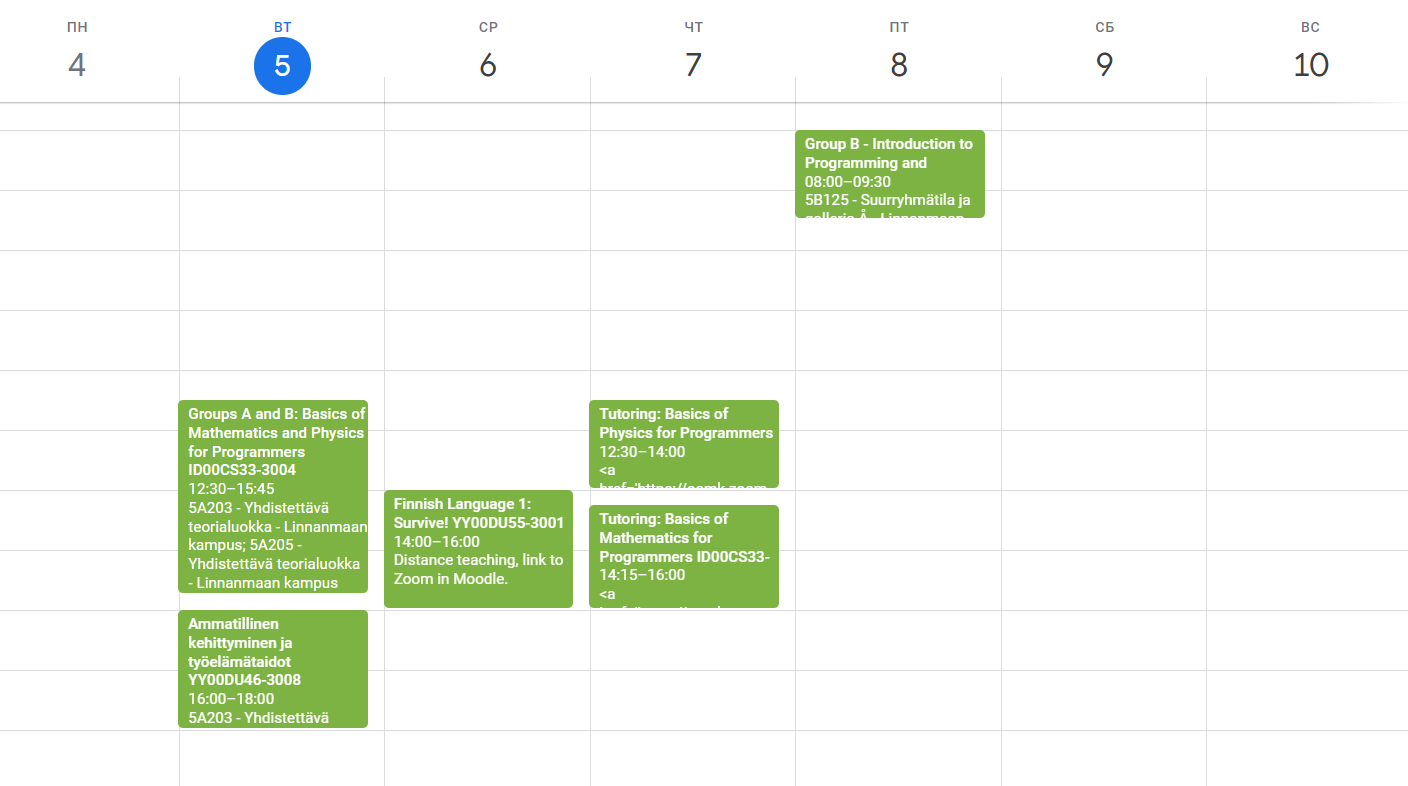 ПН
4
ВТ
5
СР
6
ЧТ
7
ПТ
8
СБ
9
ВС
10
Groups A and B: Basics of
Mathematics and Physics
for Programmers
ID00CS33-3004
12:30–15:45
5A203 - Yhdistettävä
teorialuokka - Linnanmaan
kampus; 5A205 -
Yhdistettävä teorialuokka
- Linnanmaan kampus
Ammatillinen
kehittyminen ja
työelämätaidot
YY00DU46-3008
16:00–18:00
5A203 - Yhdistettävä
Finnish Language 1:
Survive! YY00DU55-3001
14:00–16:00
Distance teaching, link to
Zoom in Moodle.
Tutoring: Basics of
Physics for Programmers
12:30–14:00
<a
Tutoring: Basics of
Mathematics for
Programmers ID00CS33-
14:15–16:00
<a
Group B - Introduction to
Programming and
08:00–09:30
5B125 - Suurryhmätila ja